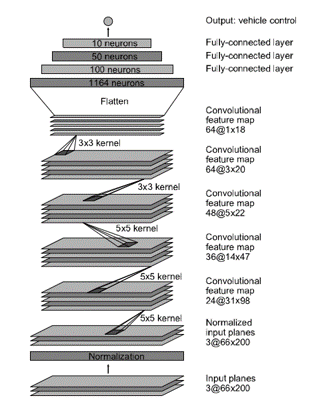 Output: vehicle control
10 neurons
Fully-connected layer
50 neurons
Fully-connected layer
100 neurons
Fully-connected layer
1164 neurons
Flatten
Convolutional
feature map
64@1x18
3x3 kernel
Convolutional
feature map
64@3x20
3x3 kernel
Convolutional
feature map
48@5x22
5x5 kernel
Convolutional
feature map
36@14x47
5x5 kernel
Convolutional
feature map
24@31x98
5x5 kernel
Normalized
input planes
3@66x200
Normalization
Input planes
3@66x200